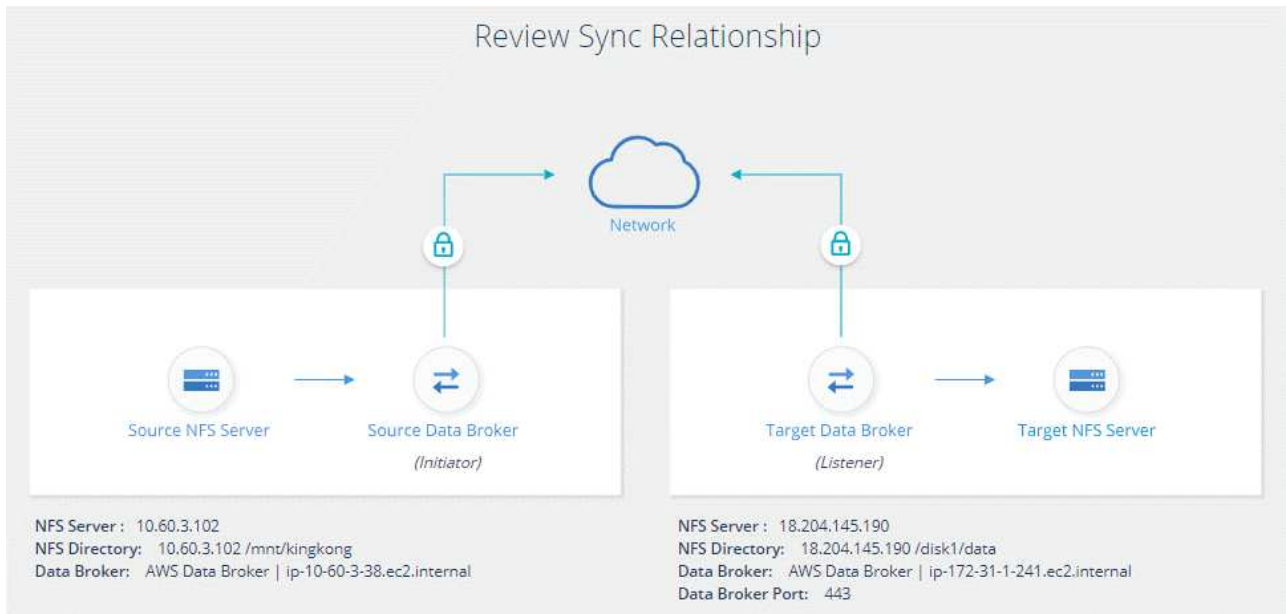 Review Sync Relationship
Network
Source NFS Server
Source Data Broker
(Initiator)
Target Data Broker
(Listener)
Target NFS Server
NFS Server : 10.60.3.102
NFS Directory: 10.60.3.102 /mnt/kingkong
Data Broker: AWS Data Broker | ip-10-60-3-38.ec2.internal
NFS Server : 18.204.145.190
NFS Directory: 18.204.145.190 /disk1/data
Data Broker: AWS Data Broker | ip-172-31-1-241.ec2.internal
Data Broker Port: 443